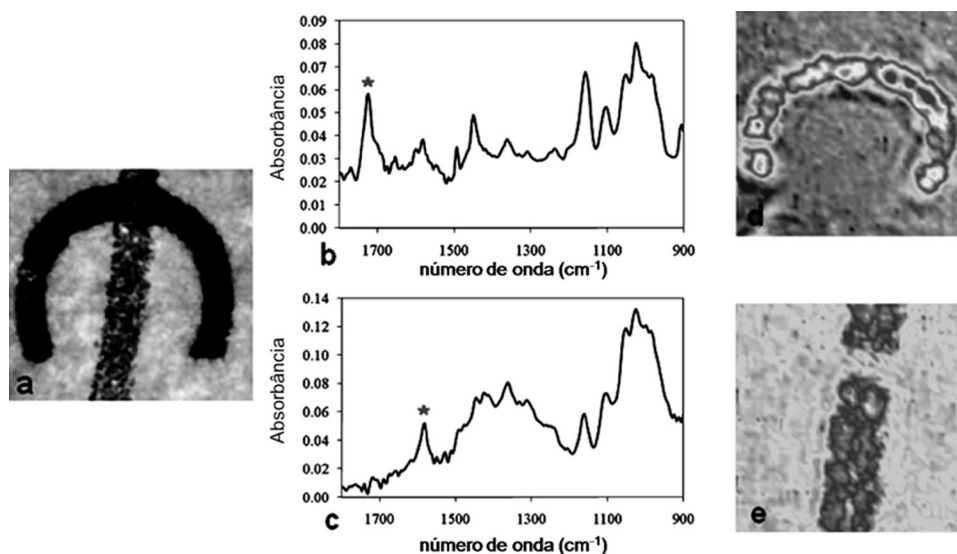 a
0.09
0.08
0.07
0.06
0.05
0.04
0.03
0.02
0.01
0.00
Absorbância
*
1700 1500 1300 1100 900
b
número de onda (cm-1)
0.14
0.12
0.10
0.08
0.06
0.04
0.02
0.00
Absorbância
*
1700 1500 1300 1100 900
c
número de onda (cm-1)
d
e